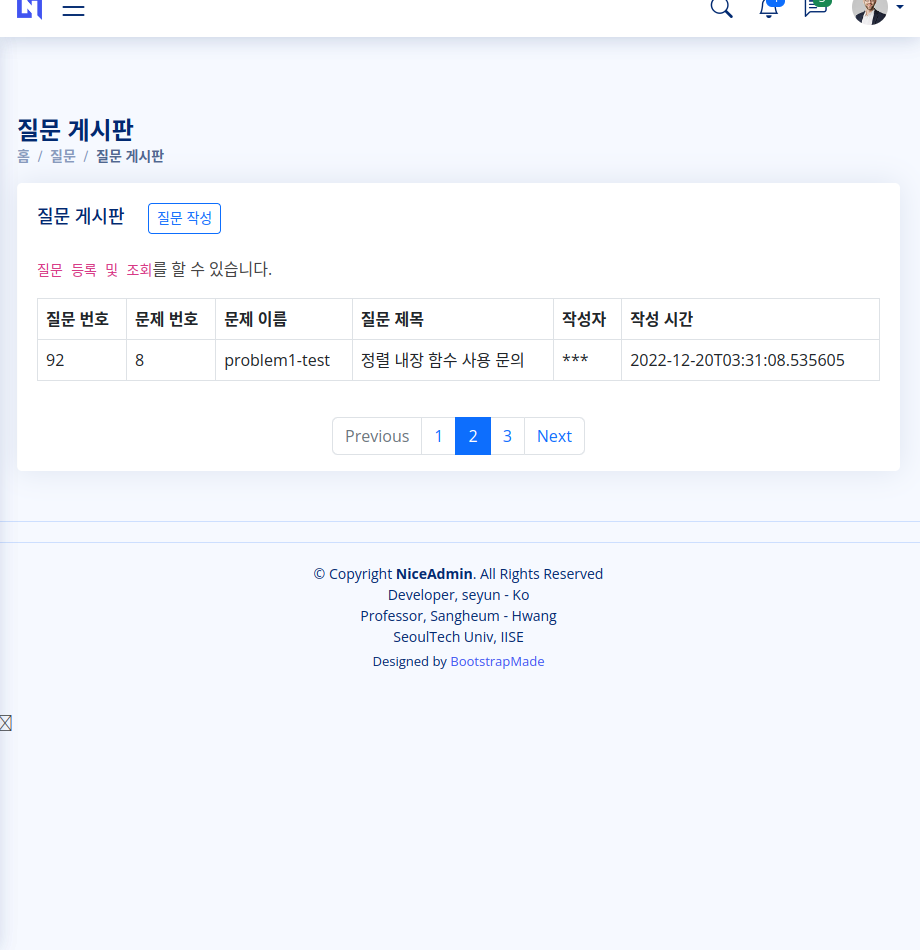 질문 게시판
홈 / 질문 / 질문 게시판
질문 게시판 질문 작성
질문 등록 및 조회를 할 수 있습니다.
질문 번호 문제 번호 문제 이름 질문 제목 작성자 작성 시간
92 8 problem1-test 정렬 내장 함수 사용 문의 *** 2022-12-20T03:31:08.535605
Previous 1 2 3 Next
© Copyright NiceAdmin. All Rights Reserved
Developer, seyun - Ko
Professor, Sangheum - Hwang
SeoulTech Univ, IISE
Designed by BootstrapMade